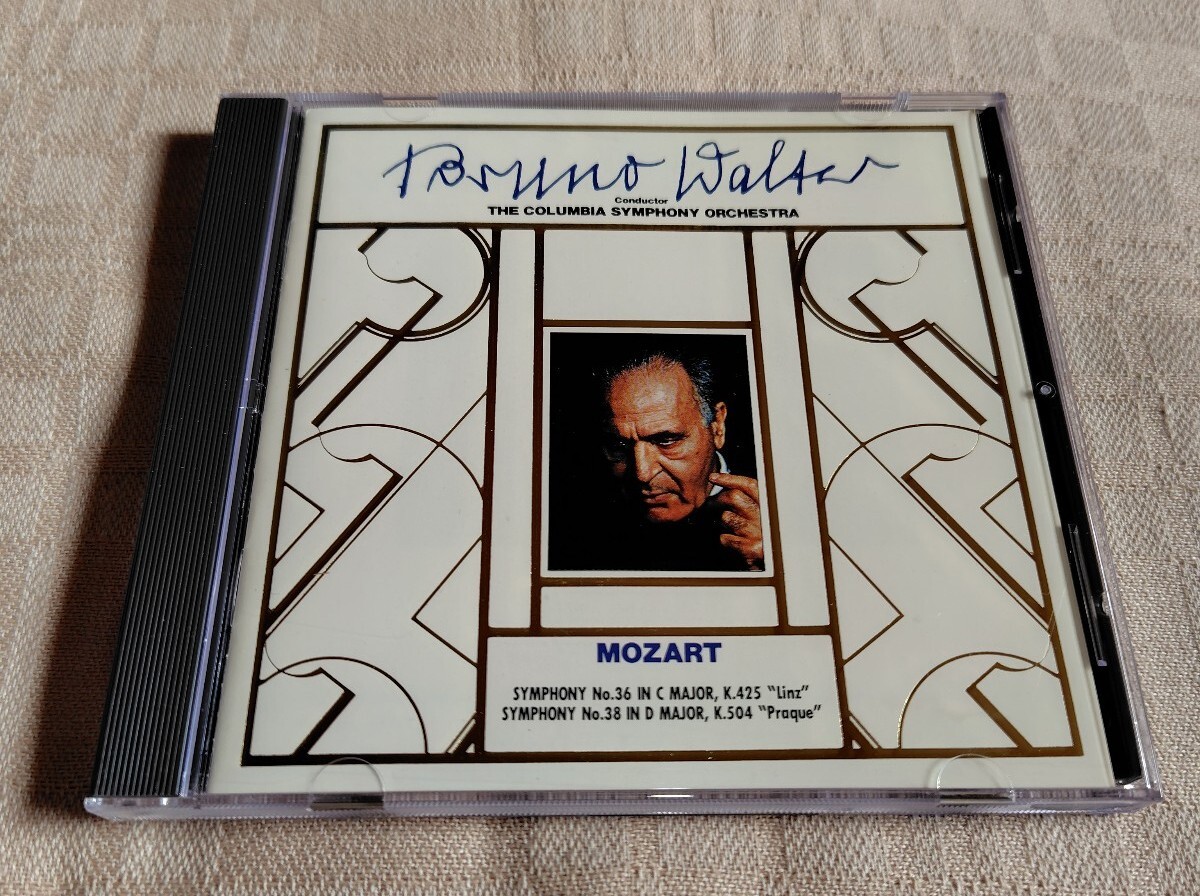 Bruno Walter
Conductor
THE COLUMBIA SYMPHONY ORCHESTRA
MOZART
SYMPHONY No.36 IN C MAJOR, K.425 “Linz”
SYMPHONY No.38 IN D MAJOR, K.504 “Praque”